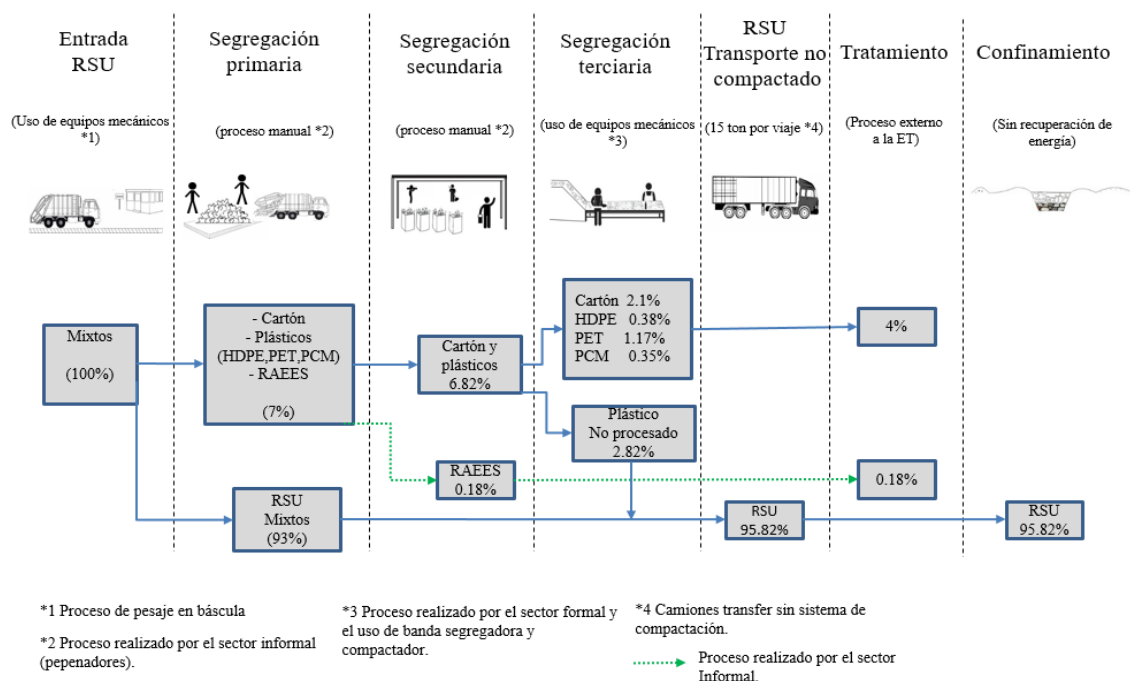 Entrada
RSU
(Uso de equipos mecánicos
*1)
Segregación
primaria
(proceso manual *2)
Segregación
secundaria
(proceso manual *2)
Segregación
terciaria
(uso de equipos mecánicos
*3)
RSU
Transporte no
compactado
(15 ton por viaje *4)
Tratamiento
(Proceso externo
a la ET)
Confinamiento
(Sin recuperación de
energía)
Mixtos
(100%)
- Cartón
- Plásticos
(HDPE,PET,PCM)
- RAEES
(7%)
RSU
Mixtos
(93%)
Cartón y
plásticos
6.82%
RAEES
0.18%
Cartón 2.1%
HDPE 0.38%
PET 1.17%
PCM 0.35%
Plástico
No procesado
2.82%
RSU
95.82%
4%
0.18%
RSU
95.82%
*1 Proceso de pesaje en báscula
*2 Proceso realizado por el sector informal
(pepenadores).
*3 Proceso realizado por el sector formal y
el uso de banda segregadora y
compactador.
*4 Camiones transfer sin sistema de
compactación.
Proceso realizado por el sector
Informal.